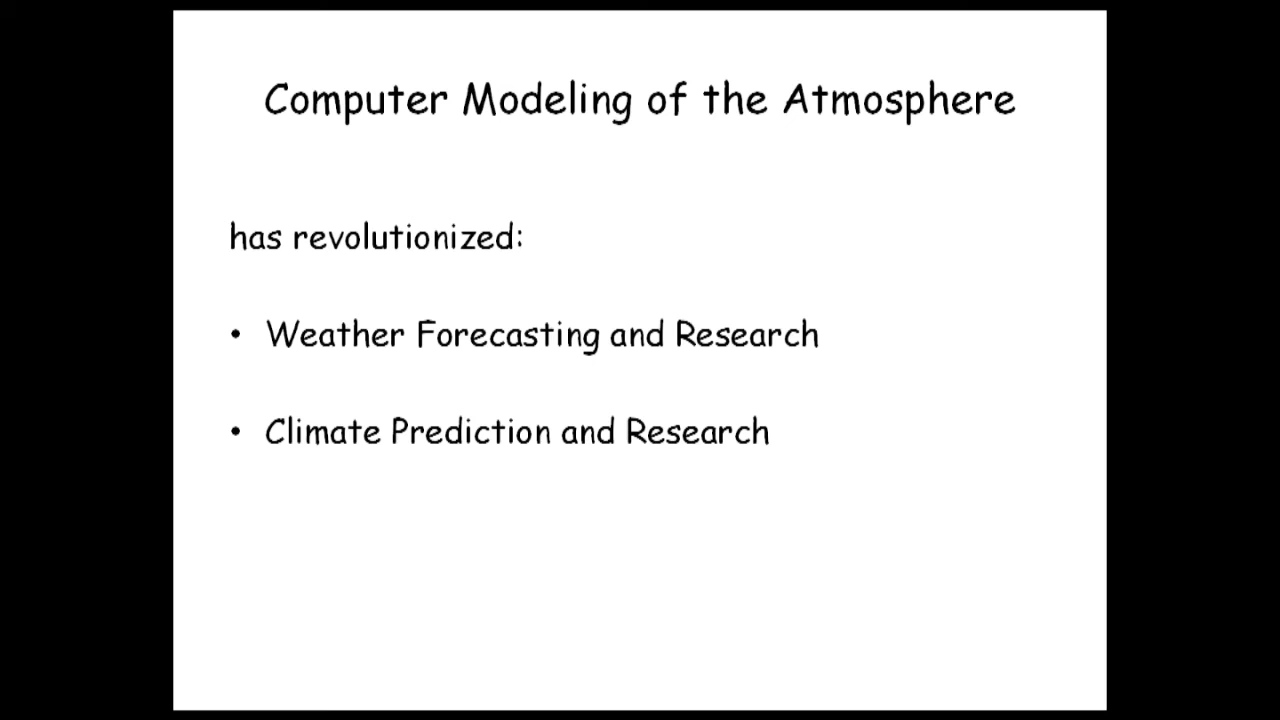 Computer Modeling of the Atmosphere
has revolutionized:
• Weather Forecasting and Research
• Climate Prediction and Research